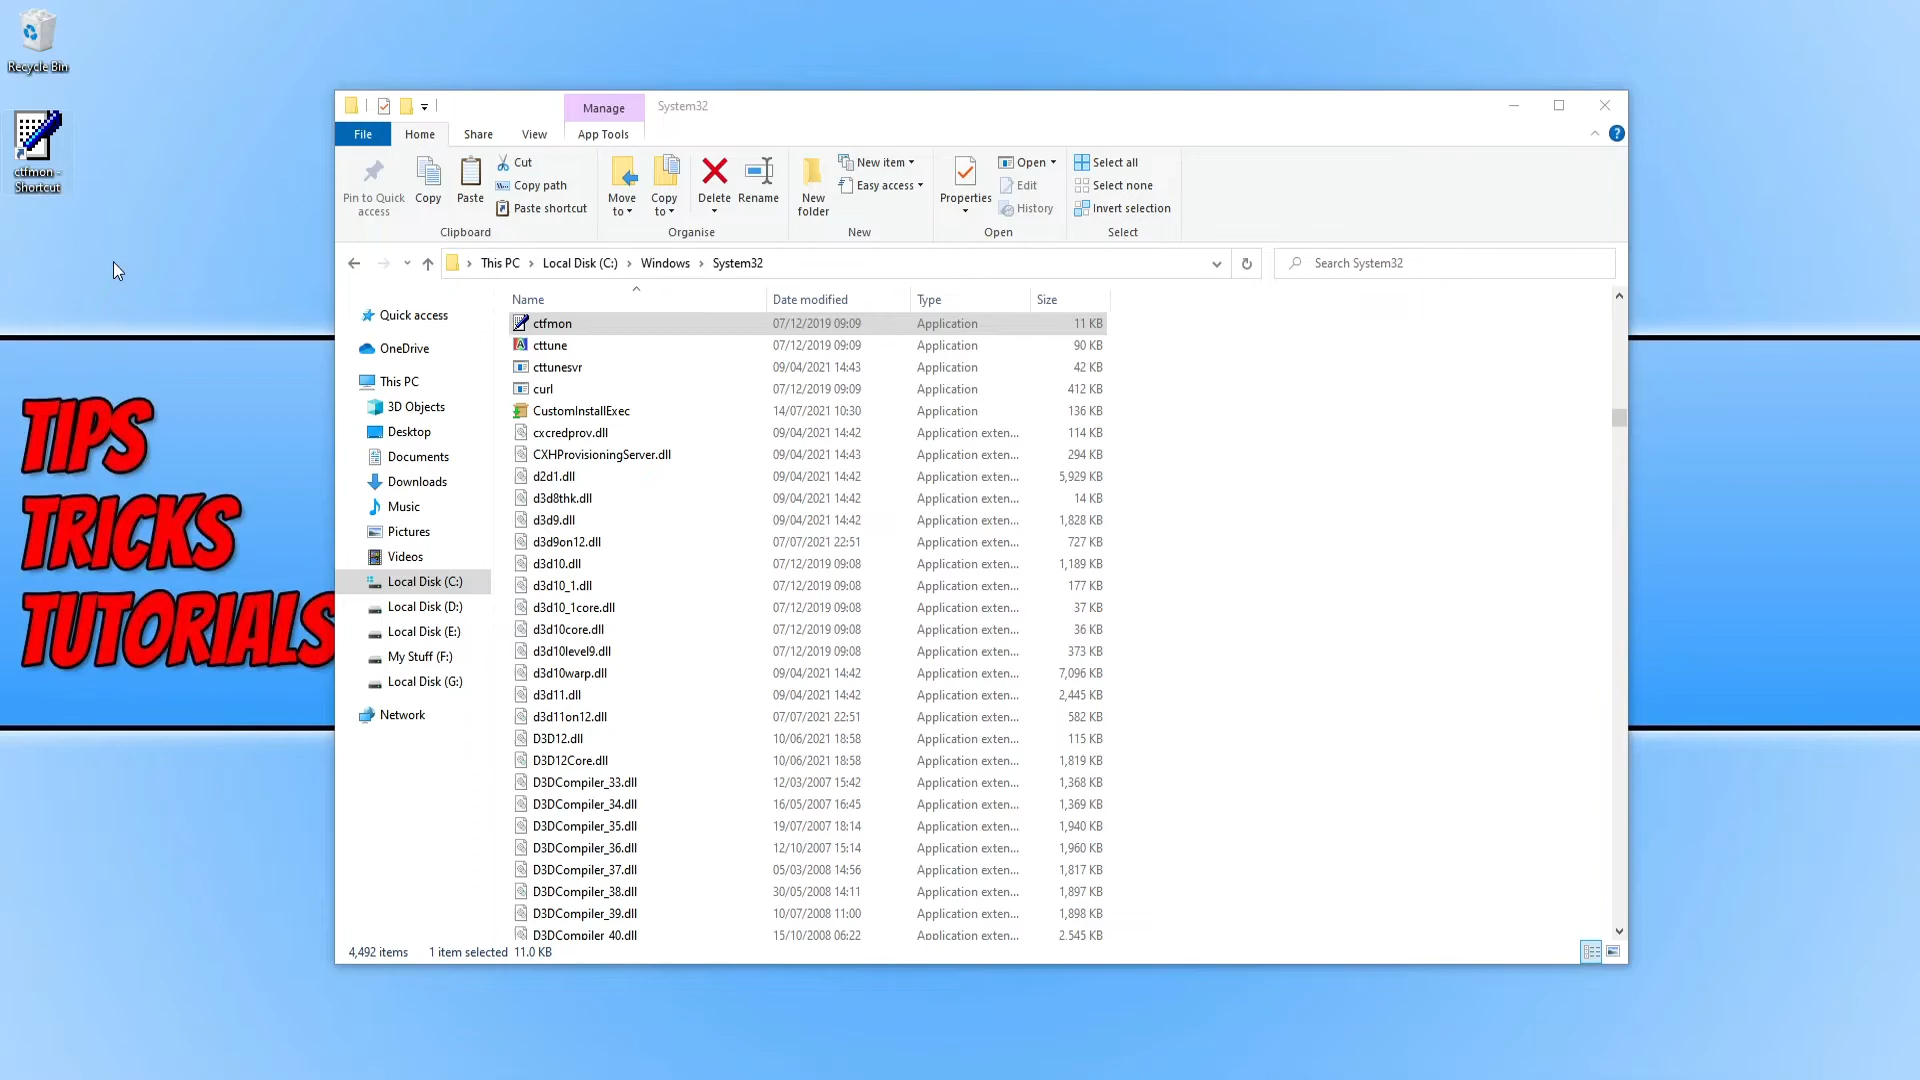 Recycle Bin
ctfmon -
Shortcut
TIPS
TRICKS
TUTORIALS
Manage
System32
File
Home
Share
View
App Tools
Pin to Quick
access
Copy
Paste
Cut
Copy path
Paste shortcut
Clipboard
Move
to
Copy
to
Delete
Rename
Organise
New
folder
New item
Easy access
New
Properties
Open
Edit
History
Open
Select all
Select none
Invert selection
Select
This PC > Local Disk (C:) > Windows > System32
Search System32
Quick access
OneDrive
This PC
3D Objects
Desktop
Documents
Downloads
Music
Pictures
Videos
Local Disk (C:)
Local Disk (D:)
Local Disk (E:)
My Stuff (F:)
Local Disk (G:)
Network
Name Date modified Type Size
ctfmon 07/12/2019 09:09 Application 11 KB
cttune 07/12/2019 09:09 Application 90 KB
cttunesvr 09/04/2021 14:43 Application 42 KB
curl 07/12/2019 09:09 Application 412 KB
CustomInstallExec 14/07/2021 10:30 Application 136 KB
cxcredprov.dll 09/04/2021 14:42 Application exten... 114 KB
CXHProvisioningServer.dll 09/04/2021 14:43 Application exten... 294 KB
d2d1.dll 09/04/2021 14:42 Application exten... 5,929 KB
d3d8thk.dll 09/04/2021 14:42 Application exten... 14 KB
d3d9.dll 09/04/2021 14:42 Application exten... 1,828 KB
d3d9on12.dll 07/07/2021 22:51 Application exten... 727 KB
d3d10.dll 07/12/2019 09:08 Application exten... 1,189 KB
d3d10_1.dll 07/12/2019 09:08 Application exten... 177 KB
d3d10_1core.dll 07/12/2019 09:08 Application exten... 37 KB
d3d10core.dll 07/12/2019 09:08 Application exten... 36 KB
d3d10level9.dll 07/12/2019 09:08 Application exten... 373 KB
d3d10warp.dll 09/04/2021 14:42 Application exten... 7,096 KB
d3d11.dll 09/04/2021 14:42 Application exten... 2,445 KB
d3d11on12.dll 07/07/2021 22:51 Application exten... 582 KB
D3D12.dll 10/06/2021 18:58 Application exten... 115 KB
D3D12Core.dll 10/06/2021 18:58 Application exten... 1,819 KB
D3DCompiler_33.dll 12/03/2007 15:42 Application exten... 1,368 KB
D3DCompiler_34.dll 16/05/2007 16:45 Application exten... 1,369 KB
D3DCompiler_35.dll 19/07/2007 18:14 Application exten... 1,940 KB
D3DCompiler_36.dll 12/10/2007 15:14 Application exten... 1,960 KB
D3DCompiler_37.dll 05/03/2008 14:56 Application exten... 1,817 KB
D3DCompiler_38.dll 30/05/2008 14:11 Application exten... 1,897 KB
D3DCompiler_39.dll 10/07/2008 11:00 Application exten... 1,898 KB
D3DCompiler_40.dll 15/10/2008 06:22 Application exten... 2,545 KB
4,492 items 1 item selected 11.0 KB